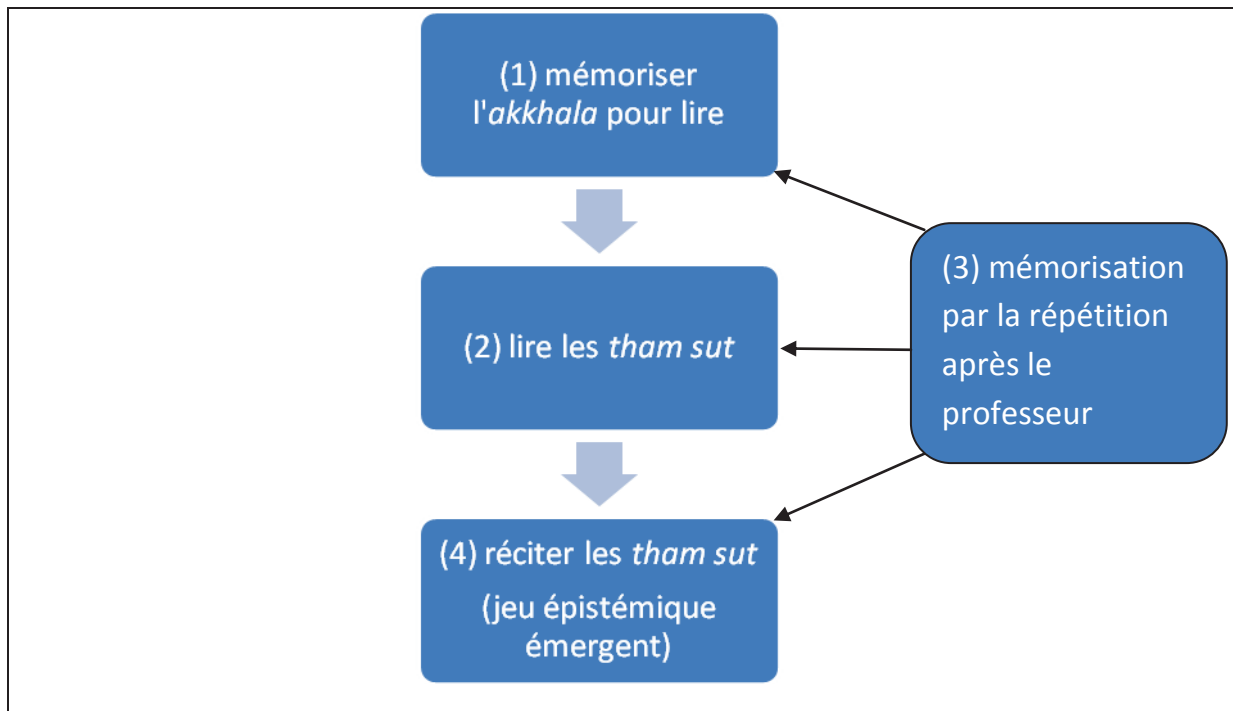 (1) mémoriser
l'akkhala pour lire
(2) lire les tham sut
(3) mémorisation
par la répétition
après le
professeur
(4) réciter les tham sut
(jeu épistémique
émergent)